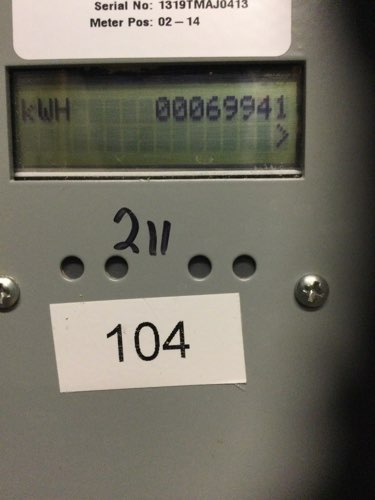 Serial No: 1319TMAJ0413
Meter Pos: 02-14
kWH 00069941
>
211
104